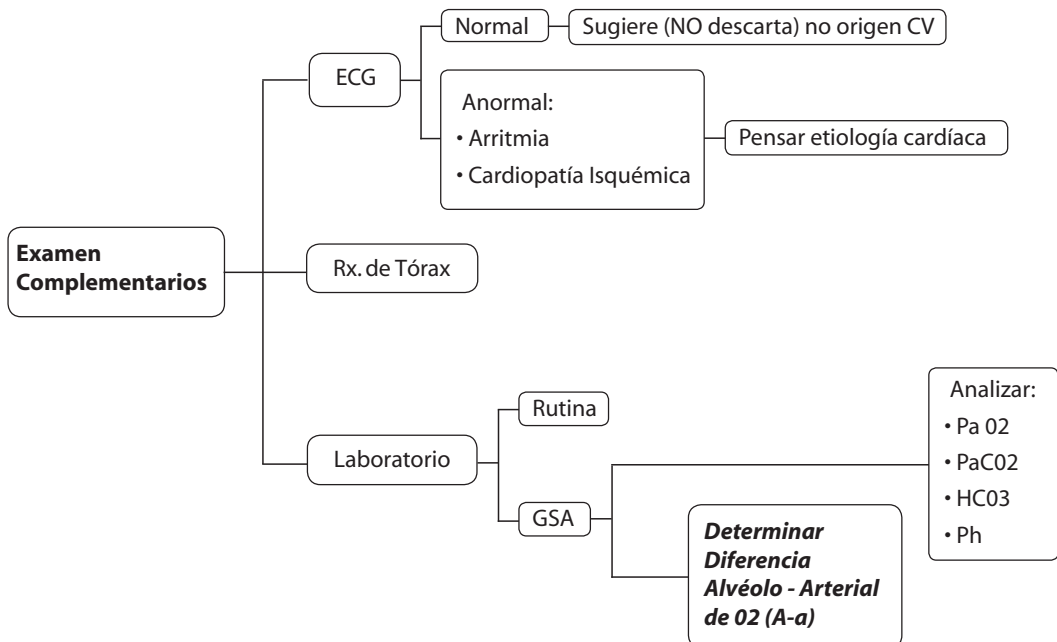 Normal
Sugiere (NO descarta) no origen CV
ECG
Anormal:
• Arritmia
• Cardiopatía Isquémica
Pensar etiología cardíaca
Examen
Complementarios
Rx. de Tórax
Laboratorio
Rutina
GSA
Analizar:
• Pa 02
• PaC02
• HC03
• Ph
Determinar
Diferencia
Alvéolo - Arterial
de 02 (A-a)